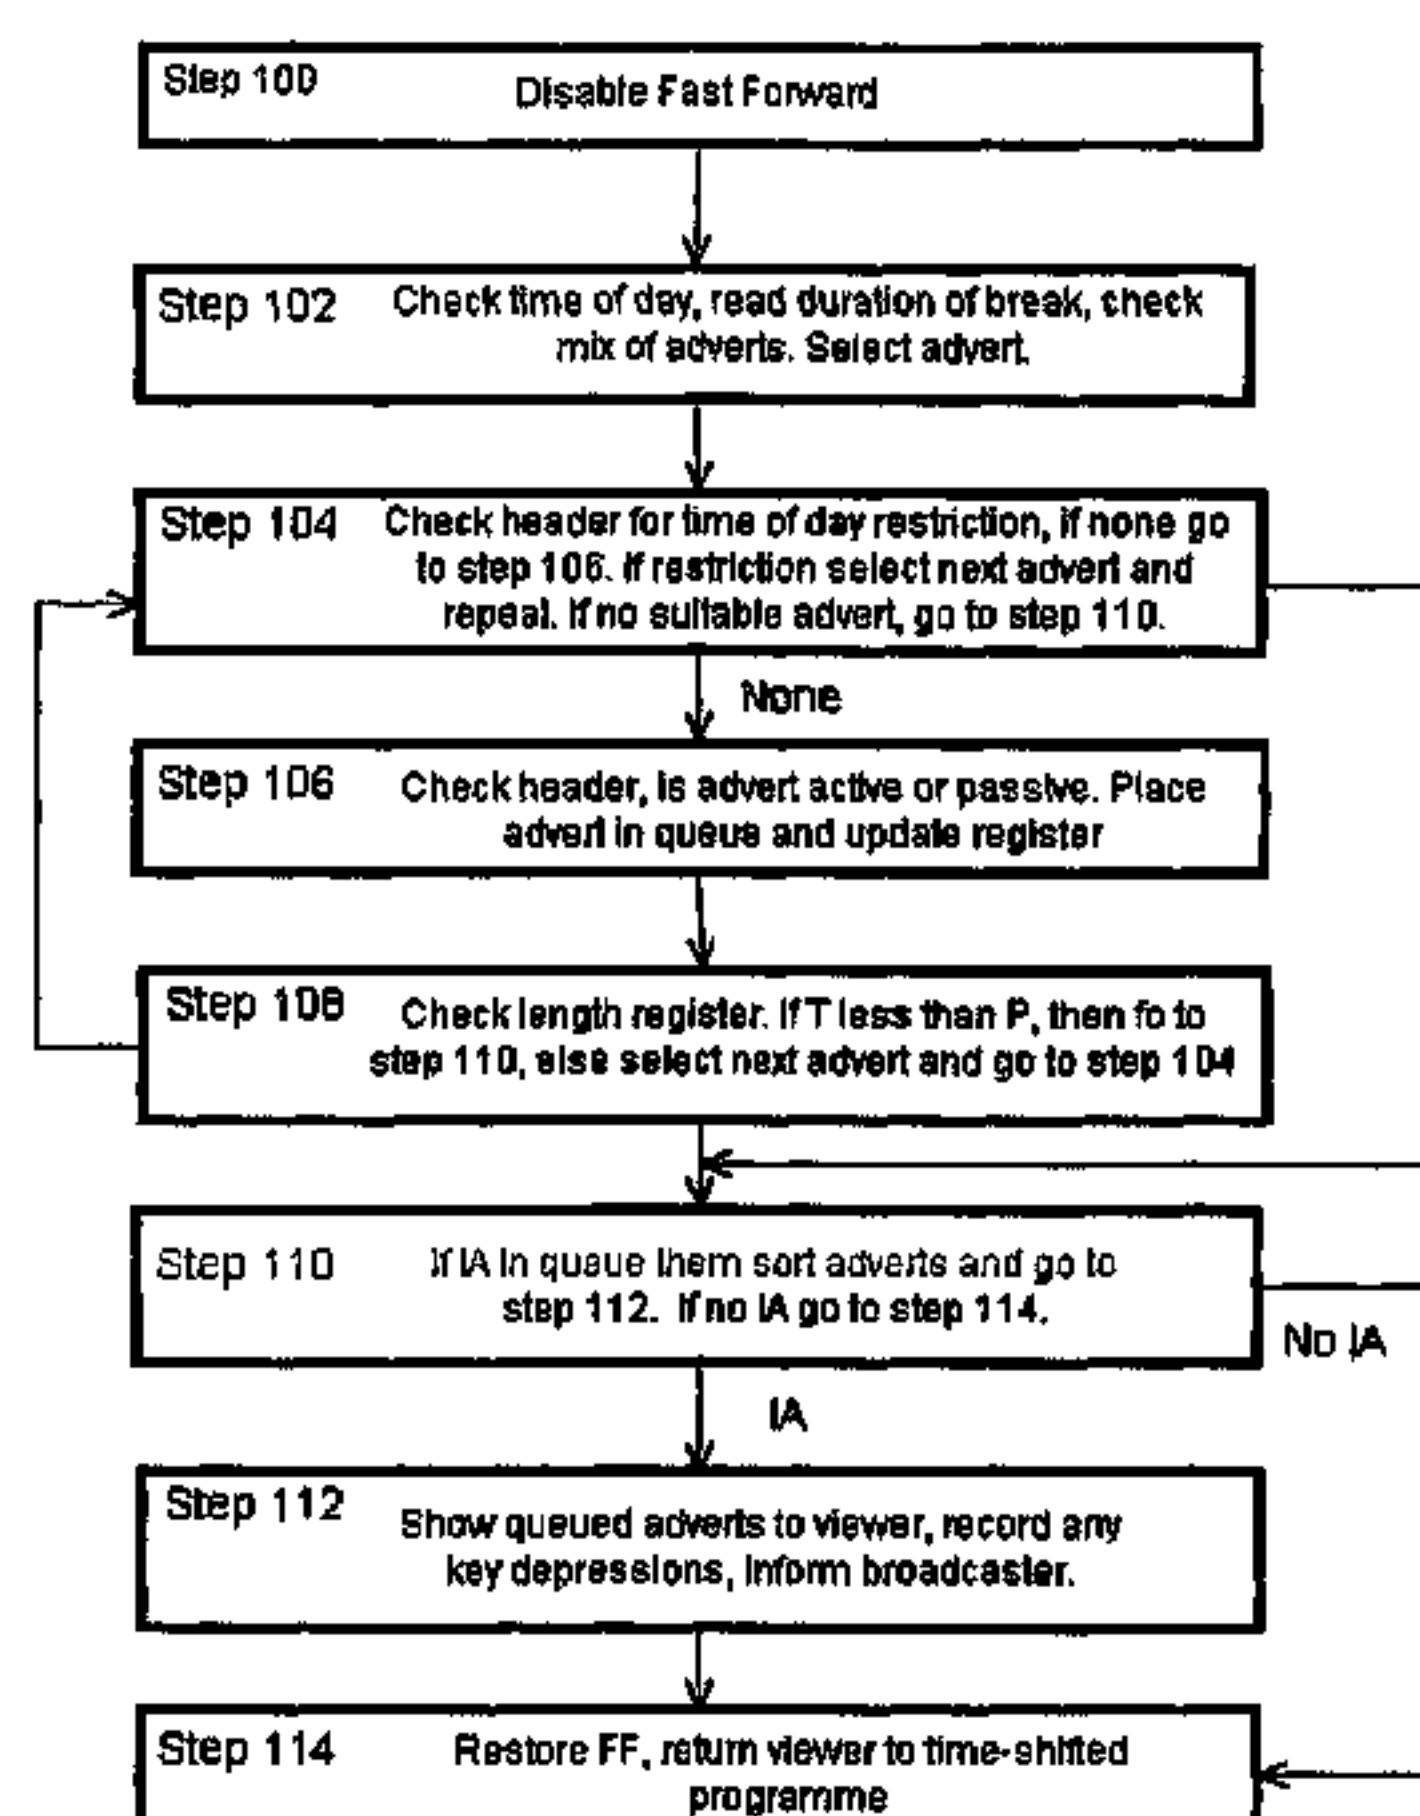 Step 100
Disable Fast Forward
Step 102
Check time of day, read duration of break, check
mix of adverts. Select advert.
Step 104
Check header for time of day restriction, if none go
to step 106. If restriction select next advert and
repeat. If no suitable advert, go to step 110.
None
Step 106
Check header, is advert active or passive. Place
advert in queue and update register
Step 108
Check length register. If T less than P, then fo to
step 110, else select next advert and go to step 104
Step 110
If IA in queue them sort adverts and go to
step 112. If no IA go to step 114.
No IA
IA
Step 112
Show queued adverts to viewer, record any
key depressions, inform broadcaster.
Step 114
Restore FF, return viewer to time-shifted
programme